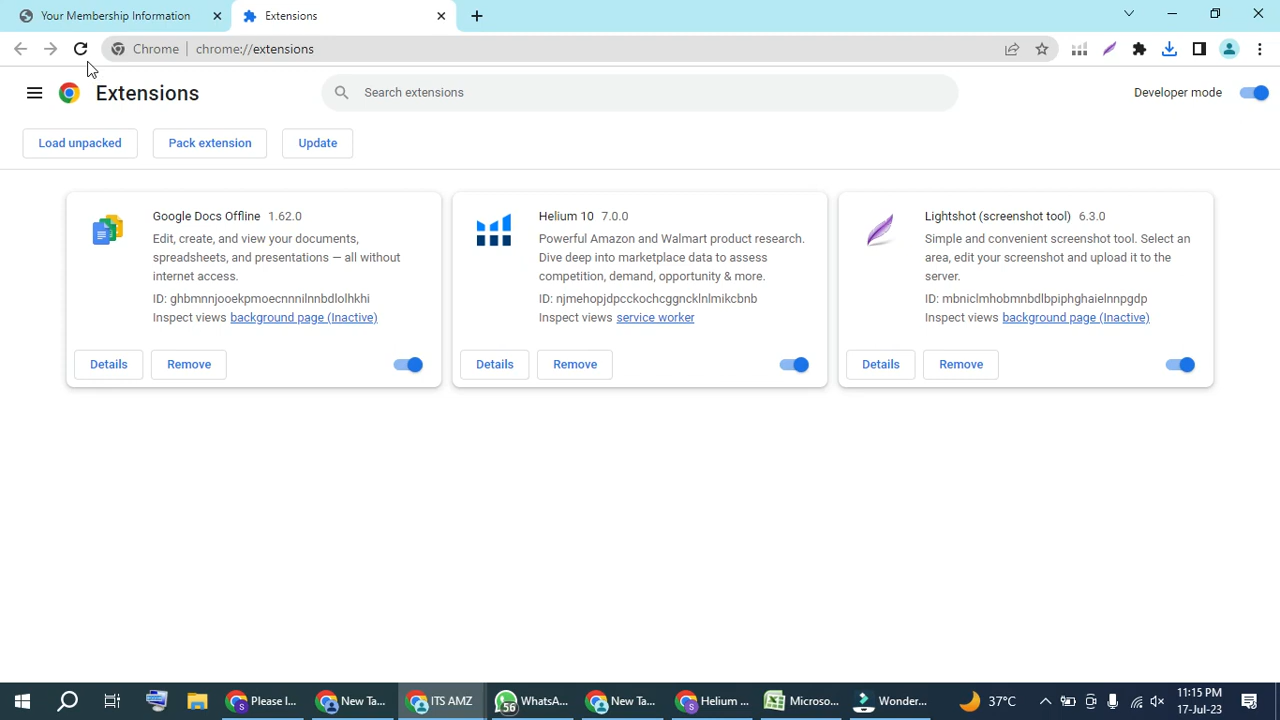 Your Membership Information
Extensions
Chrome
chrome://extensions
Extensions
Search extensions
Developer mode
Load unpacked
Pack extension
Update
Google Docs Offline 1.62.0
Edit, create, and view your documents,
spreadsheets, and presentations — all without
internet access.
ID: ghbmnnjooekpmoecnnnilnnbdlolhkhi
Inspect views background page (Inactive)
Details
Remove
Helium 10 7.0.0
Powerful Amazon and Walmart product research.
Dive deep into marketplace data to assess
competition, demand, opportunity & more.
ID: njmehopjdpcckochcggncklnlmikcbnb
Inspect views service worker
Details
Remove
Lightshot (screenshot tool) 6.3.0
Simple and convenient screenshot tool. Select an
area, edit your screenshot and upload it to the
server.
ID: mbniclmhobmnbdlbpiphghaielnnpgdp
Inspect views background page (Inactive)
Details
Remove
Please I...
New Ta...
ITS AMZ
56
WhatsA...
New Ta...
Helium ...
Microso...
Wonder...
37°C
11:15 PM
17-Jul-23